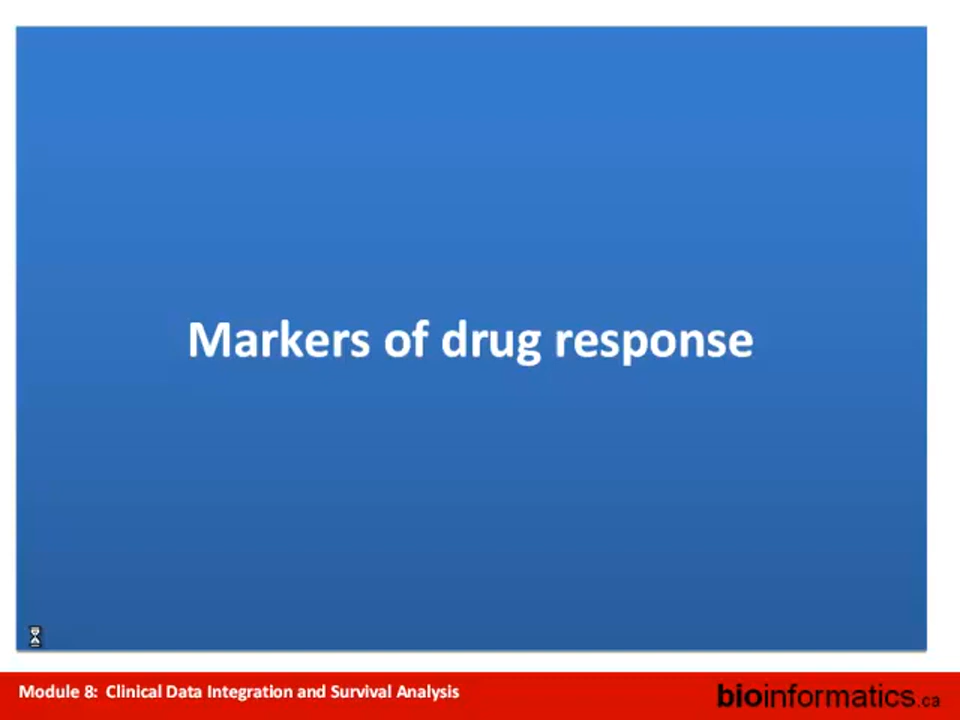 Markers of drug response
Module 8: Clinical Data Integration and Survival Analysis
bioinformatics.ca